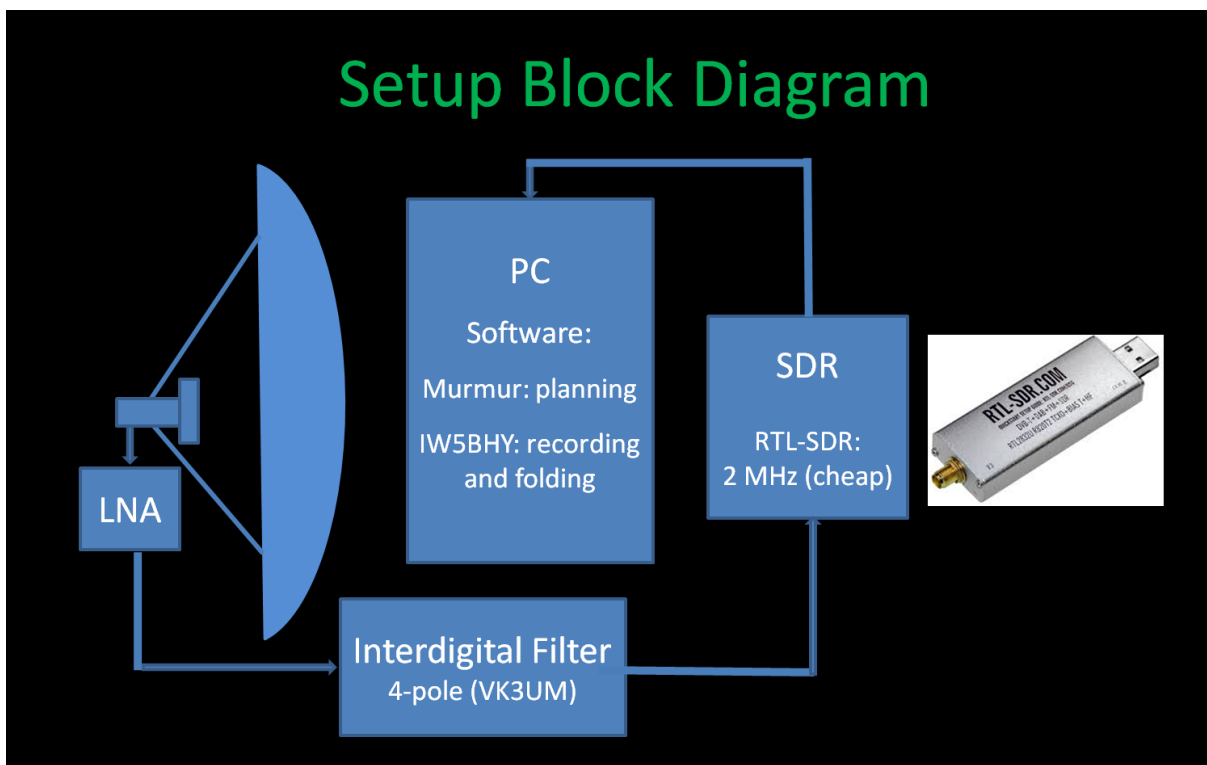 Setup Block Diagram
PC
Software:
Murmur: planning
IW5BHY: recording
and folding
SDR
RTL-SDR:
2 MHz (cheap)
RTL-SDR.COM
LNA
Interdigital Filter
4-pole (VK3UM)